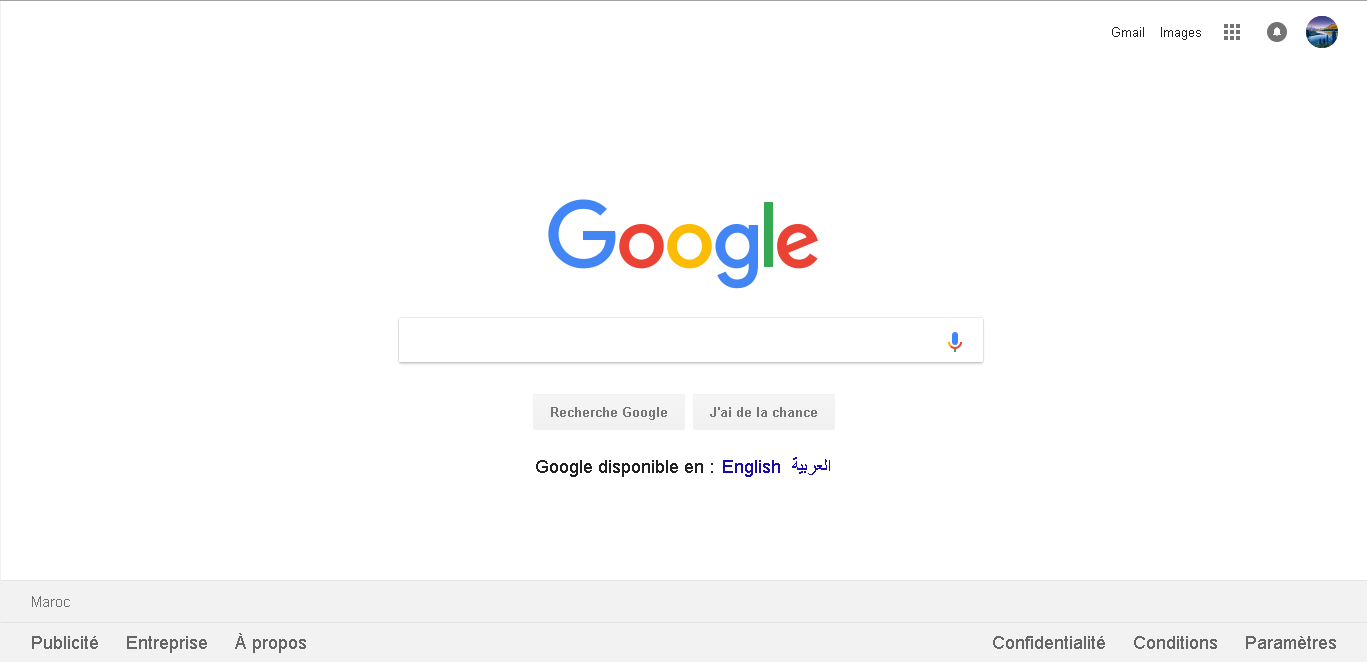 Gmail Images
Google
Recherche Google J'ai de la chance
Google disponible en : English العربية
Maroc
Publicité Entreprise À propos Confidentialité Conditions Paramètres